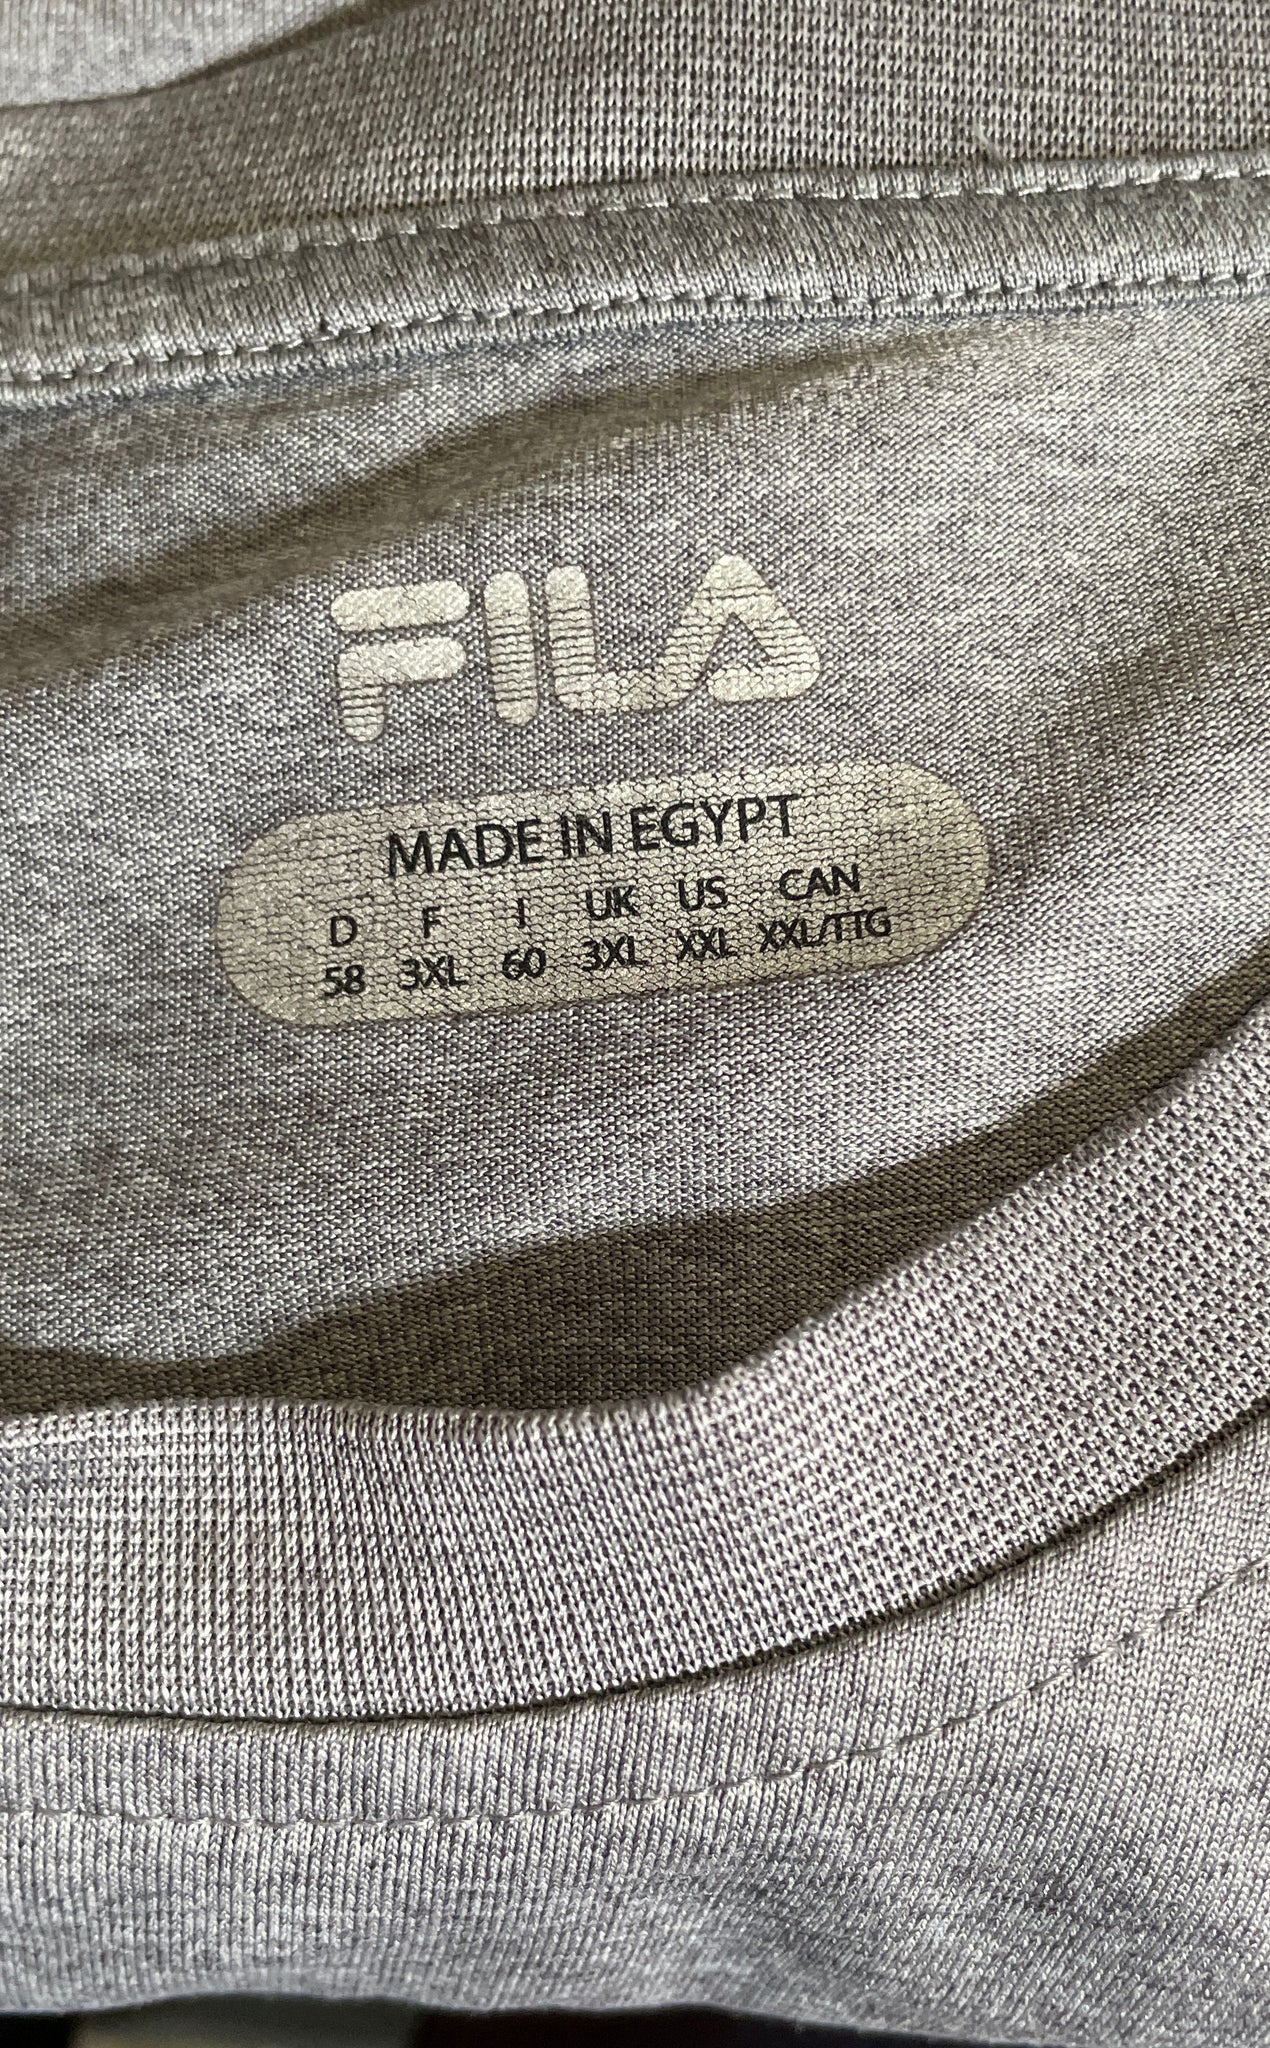 FILA
MADE IN EGYPT
D F I UK US CAN
58 3XL 60 3XL XXL XXL/TTG